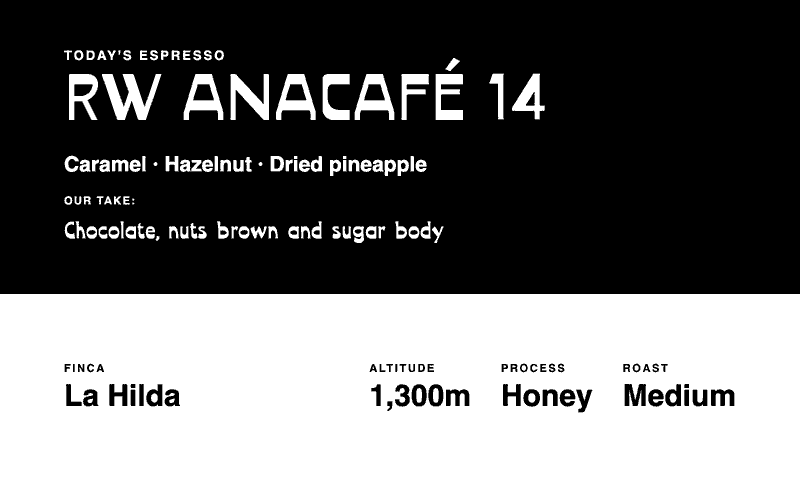 TODAY'S ESPRESSO
RW ANACAFÉ 14
Caramel · Hazelnut · Dried pineapple
OUR TAKE:
Chocolate, nuts brown and sugar body
FINCA
La Hilda
ALTITUDE
1,300m
PROCESS
Honey
ROAST
Medium